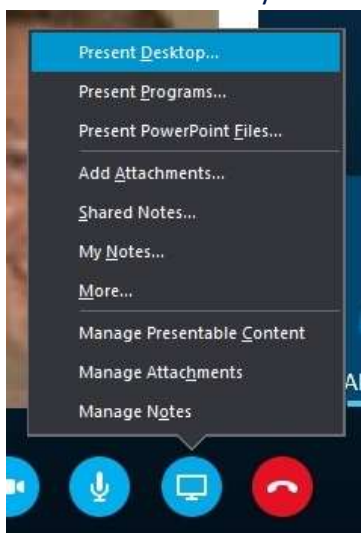 Present Desktop...
Present Programs...
Present PowerPoint Files...
Add Attachments...
Shared Notes...
My Notes...
More...
Manage Presentable Content
Manage Attachments
Manage Notes